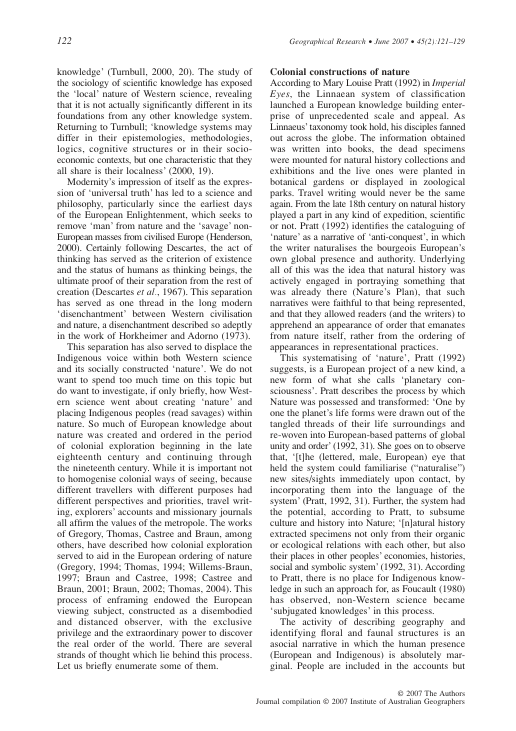 122
Geographical Research • June 2007 • 45(2):121–129
knowledge' (Turnbull, 2000, 20). The study of
the sociology of scientific knowledge has exposed
the 'local' nature of Western science, revealing
that it is not actually significantly different in its
foundations from any other knowledge system.
Returning to Turnbull; 'knowledge systems may
differ in their epistemologies, methodologies,
logics, cognitive structures or in their socio-
economic contexts, but one characteristic that they
all share is their localness' (2000, 19).
Modernity's impression of itself as the expres-
sion of 'universal truth' has led to a science and
philosophy, particularly since the earliest days
of the European Enlightenment, which seeks to
remove 'man' from nature and the 'savage' non-
European masses from civilised Europe (Henderson,
2000). Certainly following Descartes, the act of
thinking has served as the criterion of existence
and the status of humans as thinking beings, the
ultimate proof of their separation from the rest of
creation (Descartes et al., 1967). This separation
has served as one thread in the long modern
'disenchantment' between Western civilisation
and nature, a disenchantment described so adeptly
in the work of Horkheimer and Adorno (1973).
This separation has also served to displace the
Indigenous voice within both Western science
and its socially constructed 'nature'. We do not
want to spend too much time on this topic but
do want to investigate, if only briefly, how West-
ern science went about creating 'nature' and
placing Indigenous peoples (read savages) within
nature. So much of European knowledge about
nature was created and ordered in the period
of colonial exploration beginning in the late
eighteenth century and continuing through
the nineteenth century. While it is important not
to homogenise colonial ways of seeing, because
different travellers with different purposes had
different perspectives and priorities, travel writ-
ing, explorers' accounts and missionary journals
all affirm the values of the metropole. The works
of Gregory, Thomas, Castree and Braun, among
others, have described how colonial exploration
served to aid in the European ordering of nature
(Gregory, 1994; Thomas, 1994; Willems-Braun,
1997; Braun and Castree, 1998; Castree and
Braun, 2001; Braun, 2002; Thomas, 2004). This
process of enframing endowed the European
viewing subject, constructed as a disembodied
and distanced observer, with the exclusive
privilege and the extraordinary power to discover
the real order of the world. There are several
strands of thought which lie behind this process.
Let us briefly enumerate some of them.
Colonial constructions of nature
According to Mary Louise Pratt (1992) in Imperial
Eyes, the Linnaean system of classification
launched a European knowledge building enter-
prise of unprecedented scale and appeal. As
Linnaeus' taxonomy took hold, his disciples fanned
out across the globe. The information obtained
was written into books, the dead specimens
were mounted for natural history collections and
exhibitions and the live ones were planted in
botanical gardens or displayed in zoological
parks. Travel writing would never be the same
again. From the late 18th century on natural history
played a part in any kind of expedition, scientific
or not. Pratt (1992) identifies the cataloguing of
'nature' as a narrative of 'anti-conquest', in which
the writer naturalises the bourgeois European's
own global presence and authority. Underlying
all of this was the idea that natural history was
actively engaged in portraying something that
was already there (Nature's Plan), that such
narratives were faithful to that being represented,
and that they allowed readers (and the writers) to
apprehend an appearance of order that emanates
from nature itself, rather from the ordering of
appearances in representational practices.
This systematising of 'nature', Pratt (1992)
suggests, is a European project of a new kind, a
new form of what she calls 'planetary con-
sciousness'. Pratt describes the process by which
Nature was possessed and transformed: 'One by
one the planet's life forms were drawn out of the
tangled threads of their life surroundings and
re-woven into European-based patterns of global
unity and order' (1992, 31). She goes on to observe
that, '[t]he (lettered, male, European) eye that
held the system could familiarise ("naturalise")
new sites/sights immediately upon contact, by
incorporating them into the language of the
system' (Pratt, 1992, 31). Further, the system had
the potential, according to Pratt, to subsume
culture and history into Nature; '[n]atural history
extracted specimens not only from their organic
or ecological relations with each other, but also
their places in other peoples' economies, histories,
social and symbolic system' (1992, 31). According
to Pratt, there is no place for Indigenous know-
ledge in such an approach for, as Foucault (1980)
has observed, non-Western science became
'subjugated knowledges' in this process.
The activity of describing geography and
identifying floral and faunal structures is an
asocial narrative in which the human presence
(European and Indigenous) is absolutely mar-
ginal. People are included in the accounts but
© 2007 The Authors
Journal compilation © 2007 Institute of Australian Geographers